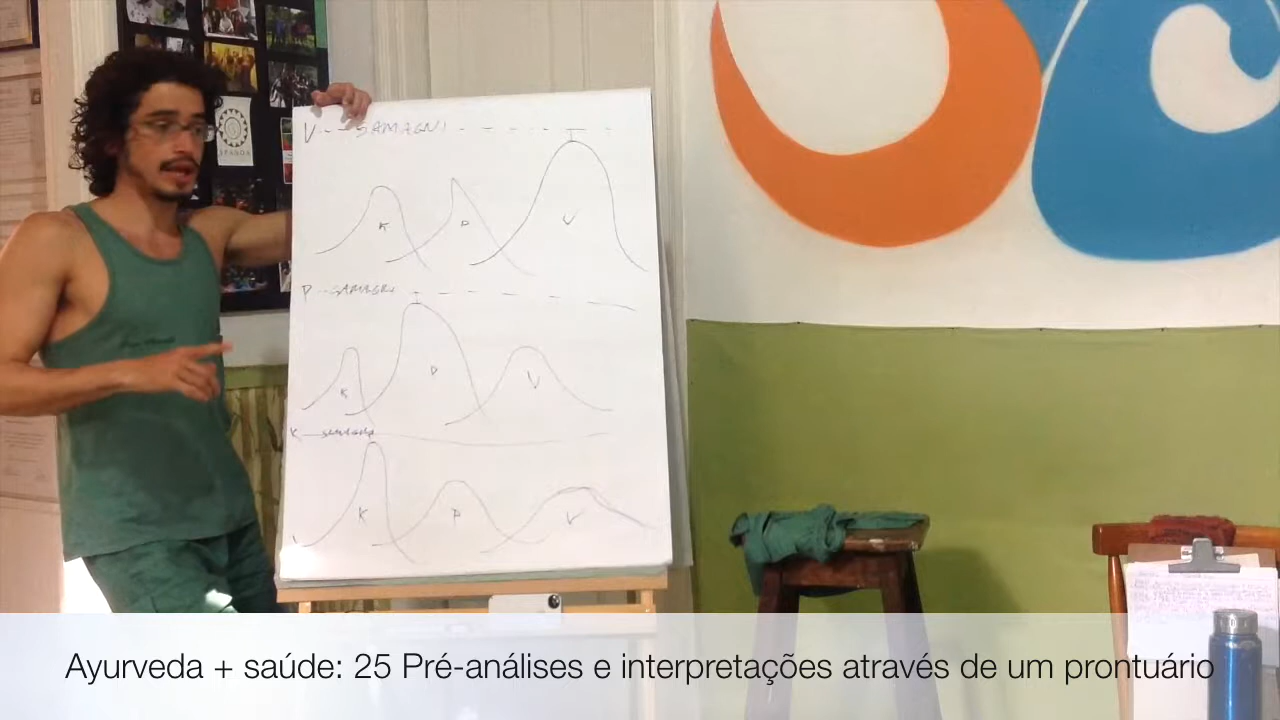 V - - - SAMAGNI - - - - - -
K P V
P - - SAMAGNI - - - - -
K P V
K — SAMAGNI
K P V
Ayurveda + saúde: 25 Pré-análises e interpretações através de um prontuário